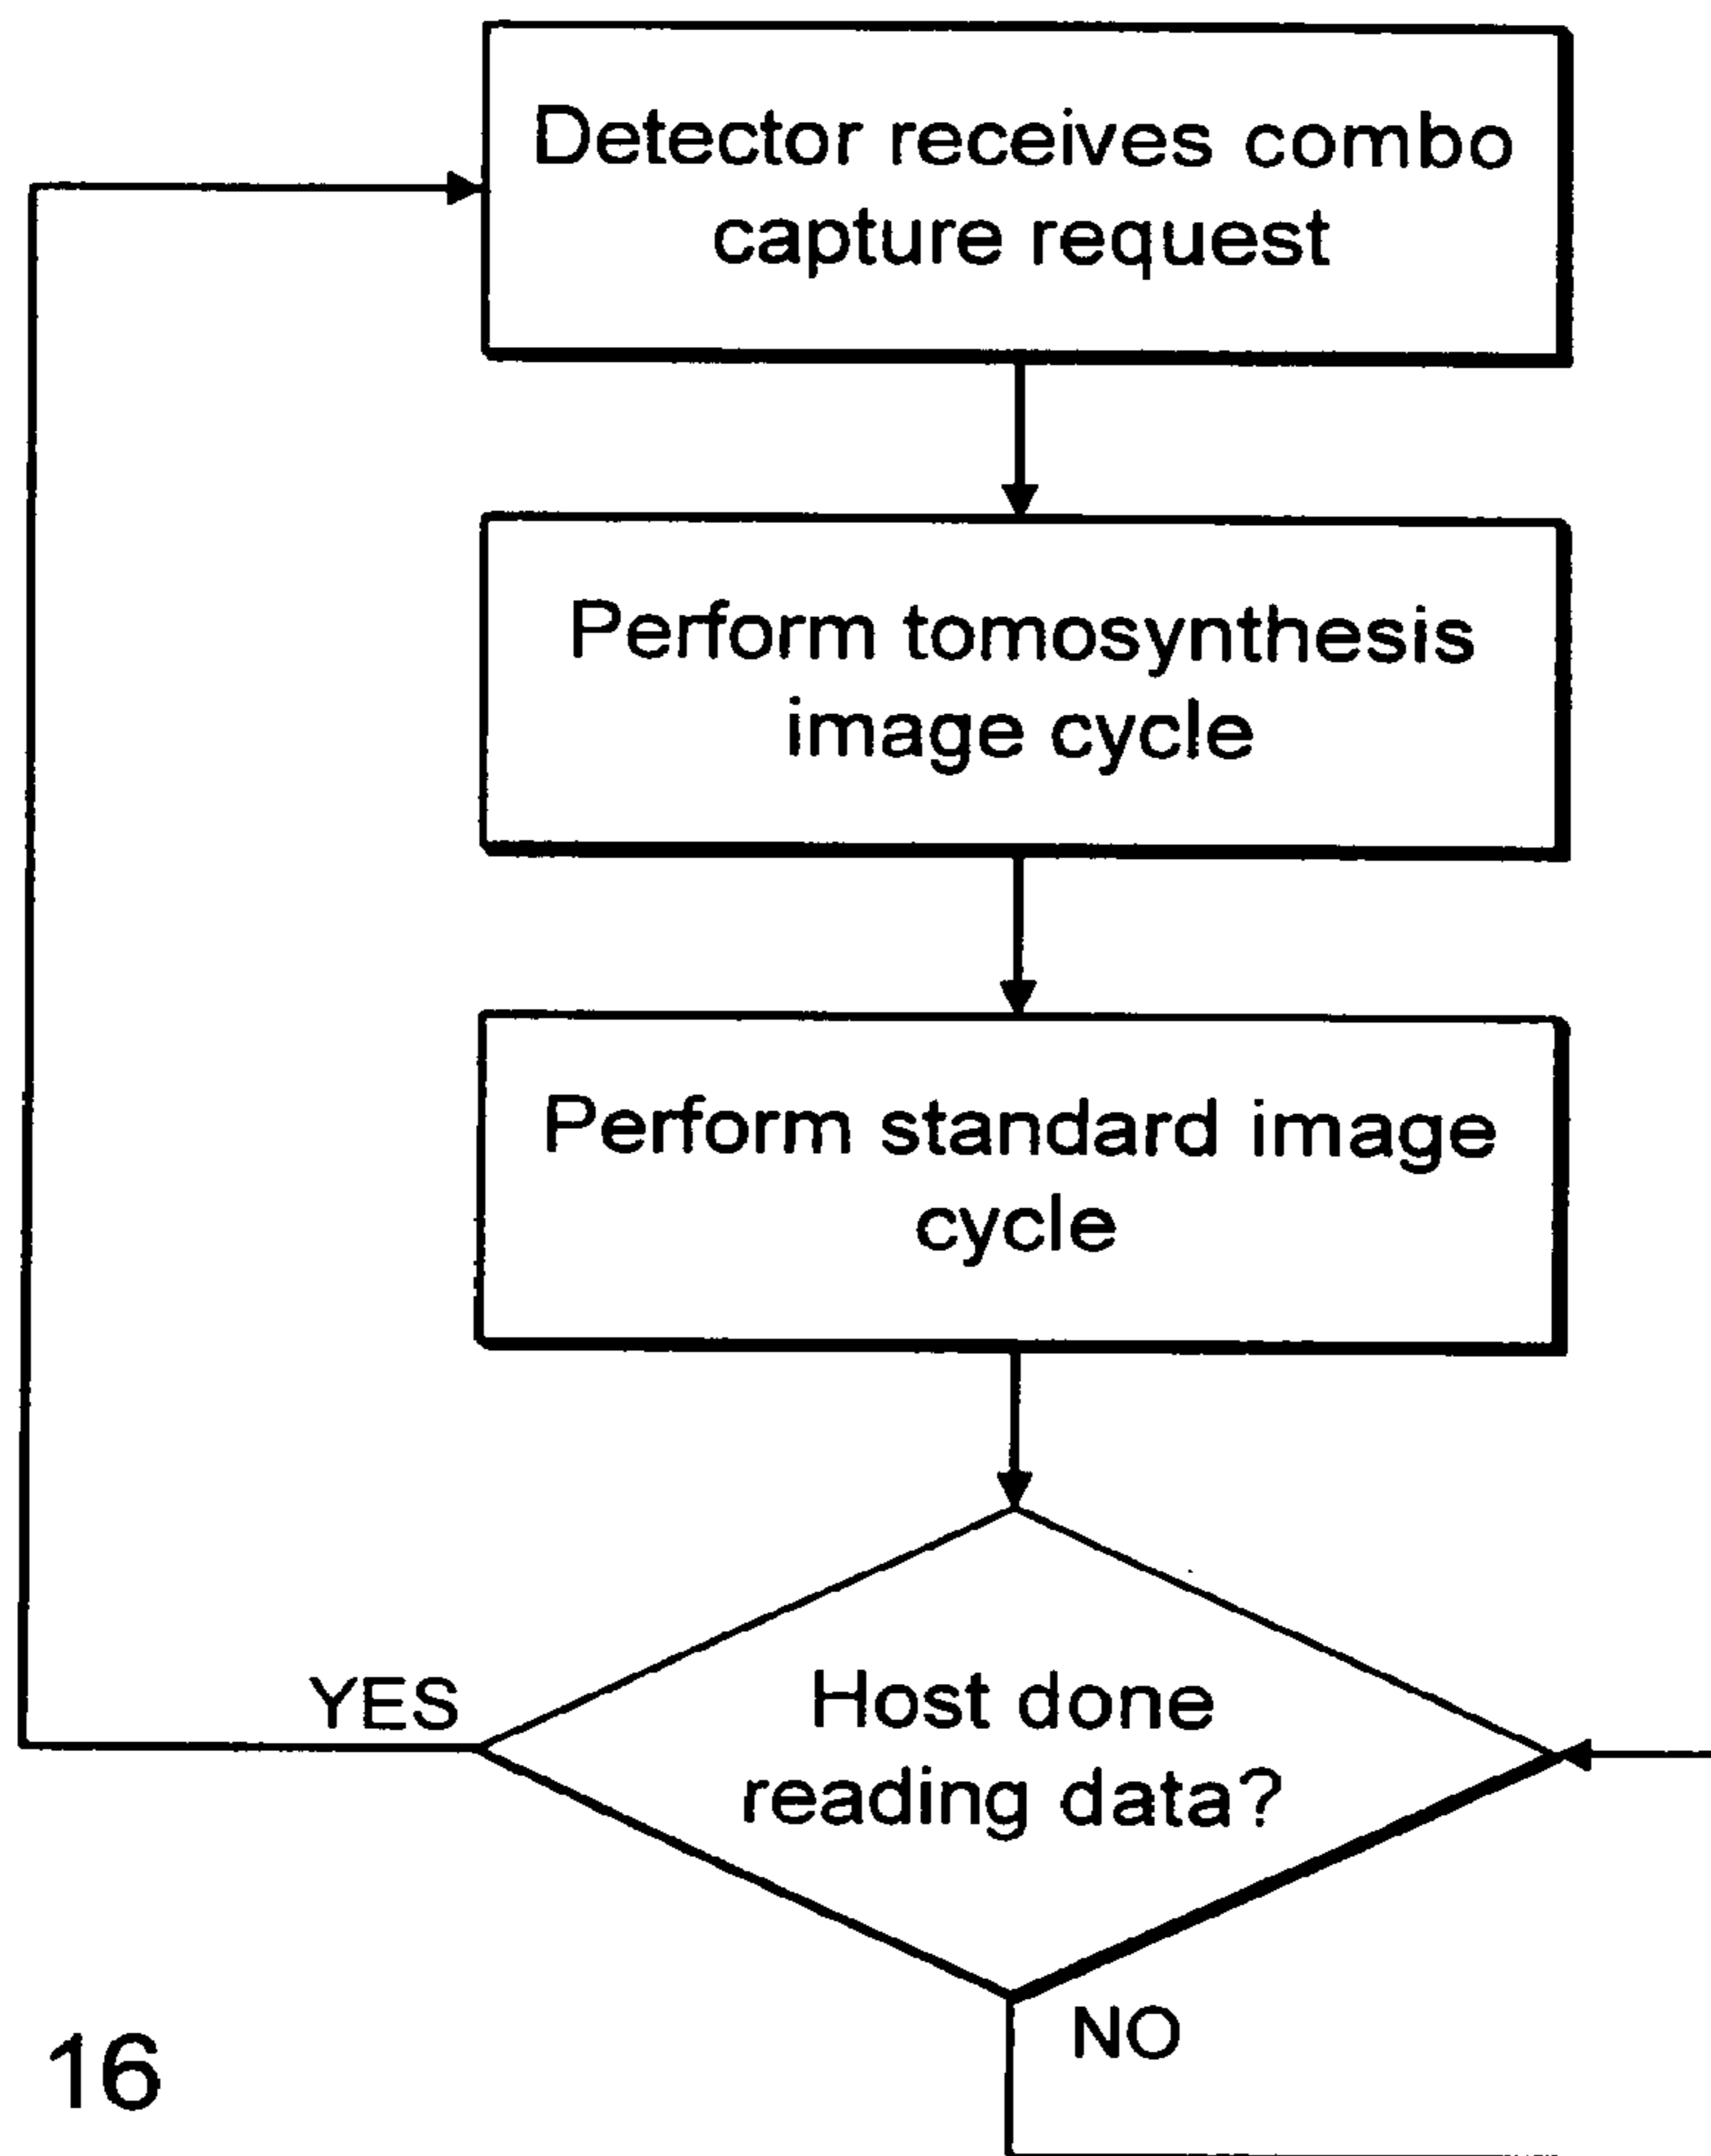 Detector receives combo
capture request
Perform tomosynthesis
image cycle
Perform standard image
cycle
YES
Host done
reading data?
NO
16